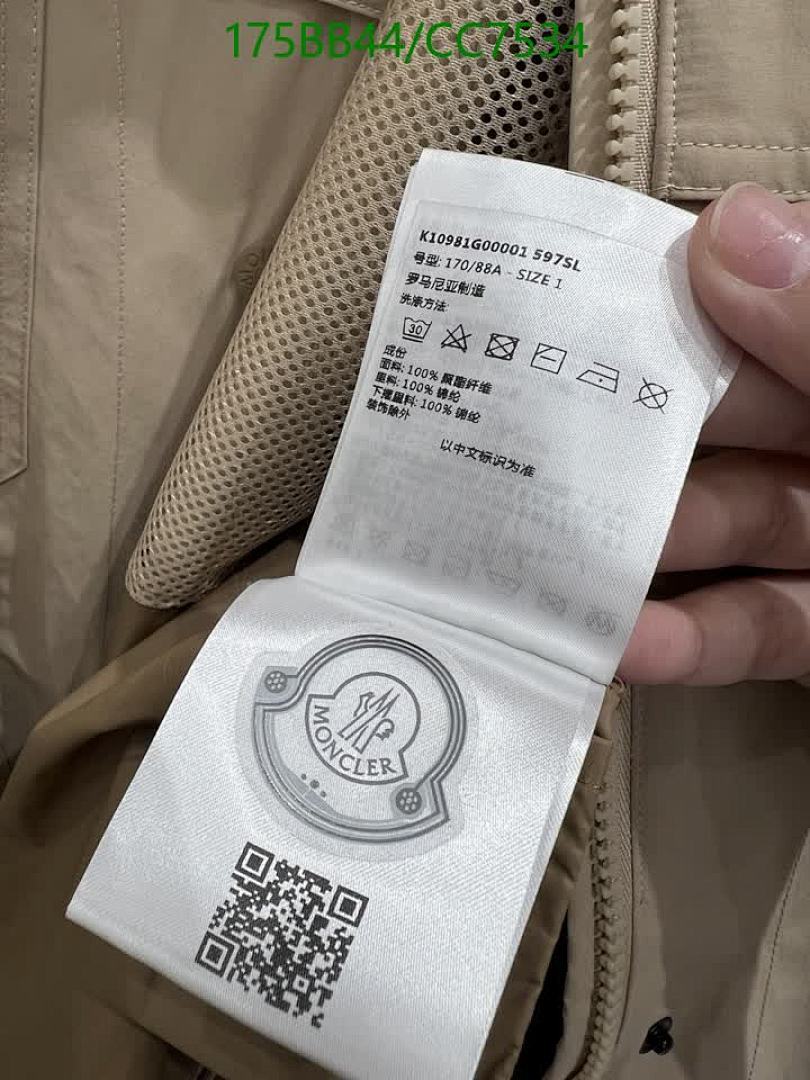 175BB44/CC7534
K10981G00001 597SL
号型: 170/88A - SIZE 1
罗马尼亚制造
洗涤方法:
30
成份
面料: 100% 聚酯纤维
里料: 100% 锦纶
下摆里料: 100% 锦纶
装饰除外
以中文标识为准
MONCLER